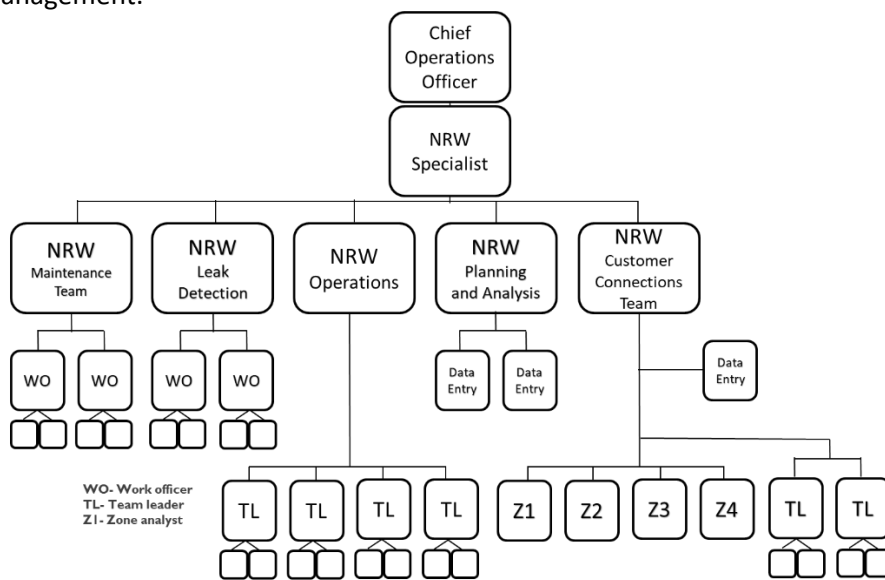 anagement.
Chief
Operations
Officer
NRW
Specialist
NRW
Maintenance
Team
NRW
Leak
Detection
NRW
Operations
NRW
Planning
and Analysis
NRW
Customer
Connections
Team
WO
WO
WO
WO
Data
Entry
Data
Entry
Data
Entry
WO- Work officer
TL- Team leader
Z1- Zone analyst
TL
TL
TL
TL
Z1
Z2
Z3
Z4
TL
TL